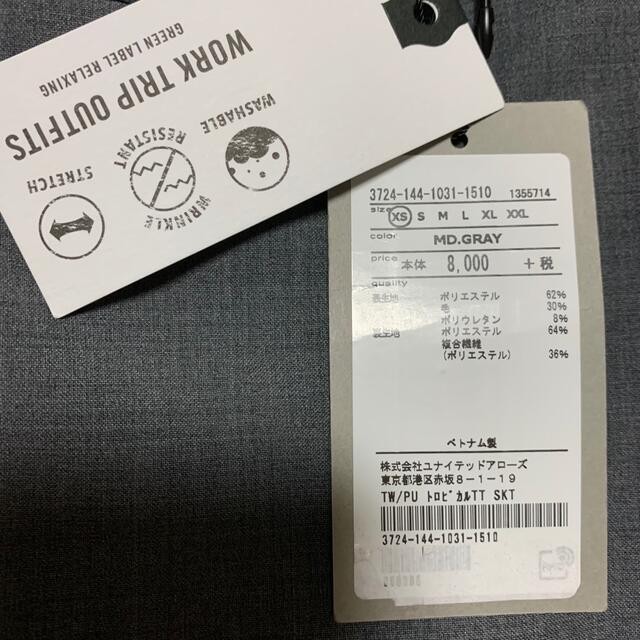 WORK TRIP OUTFITS
GREEN LABEL RELAXING
STRETCH
WRINKLE RESISTANT
WASHABLE
3724-144-1031-1510 1355714
size XS S M L XL XXL
color MD.GRAY
price 本体 8,000 +税
quality
表生地 ポリエステル 62%
毛 30%
ポリウレタン 8%
裏生地 ポリエステル 64%
複合繊維
(ポリエステル) 36%
ベトナム製
株式会社ユナイテッドアローズ
東京都港区赤坂8-1-19
TW/PU ﾄﾛﾋﾟｶﾙTT SKT
3724-144-1031-1510